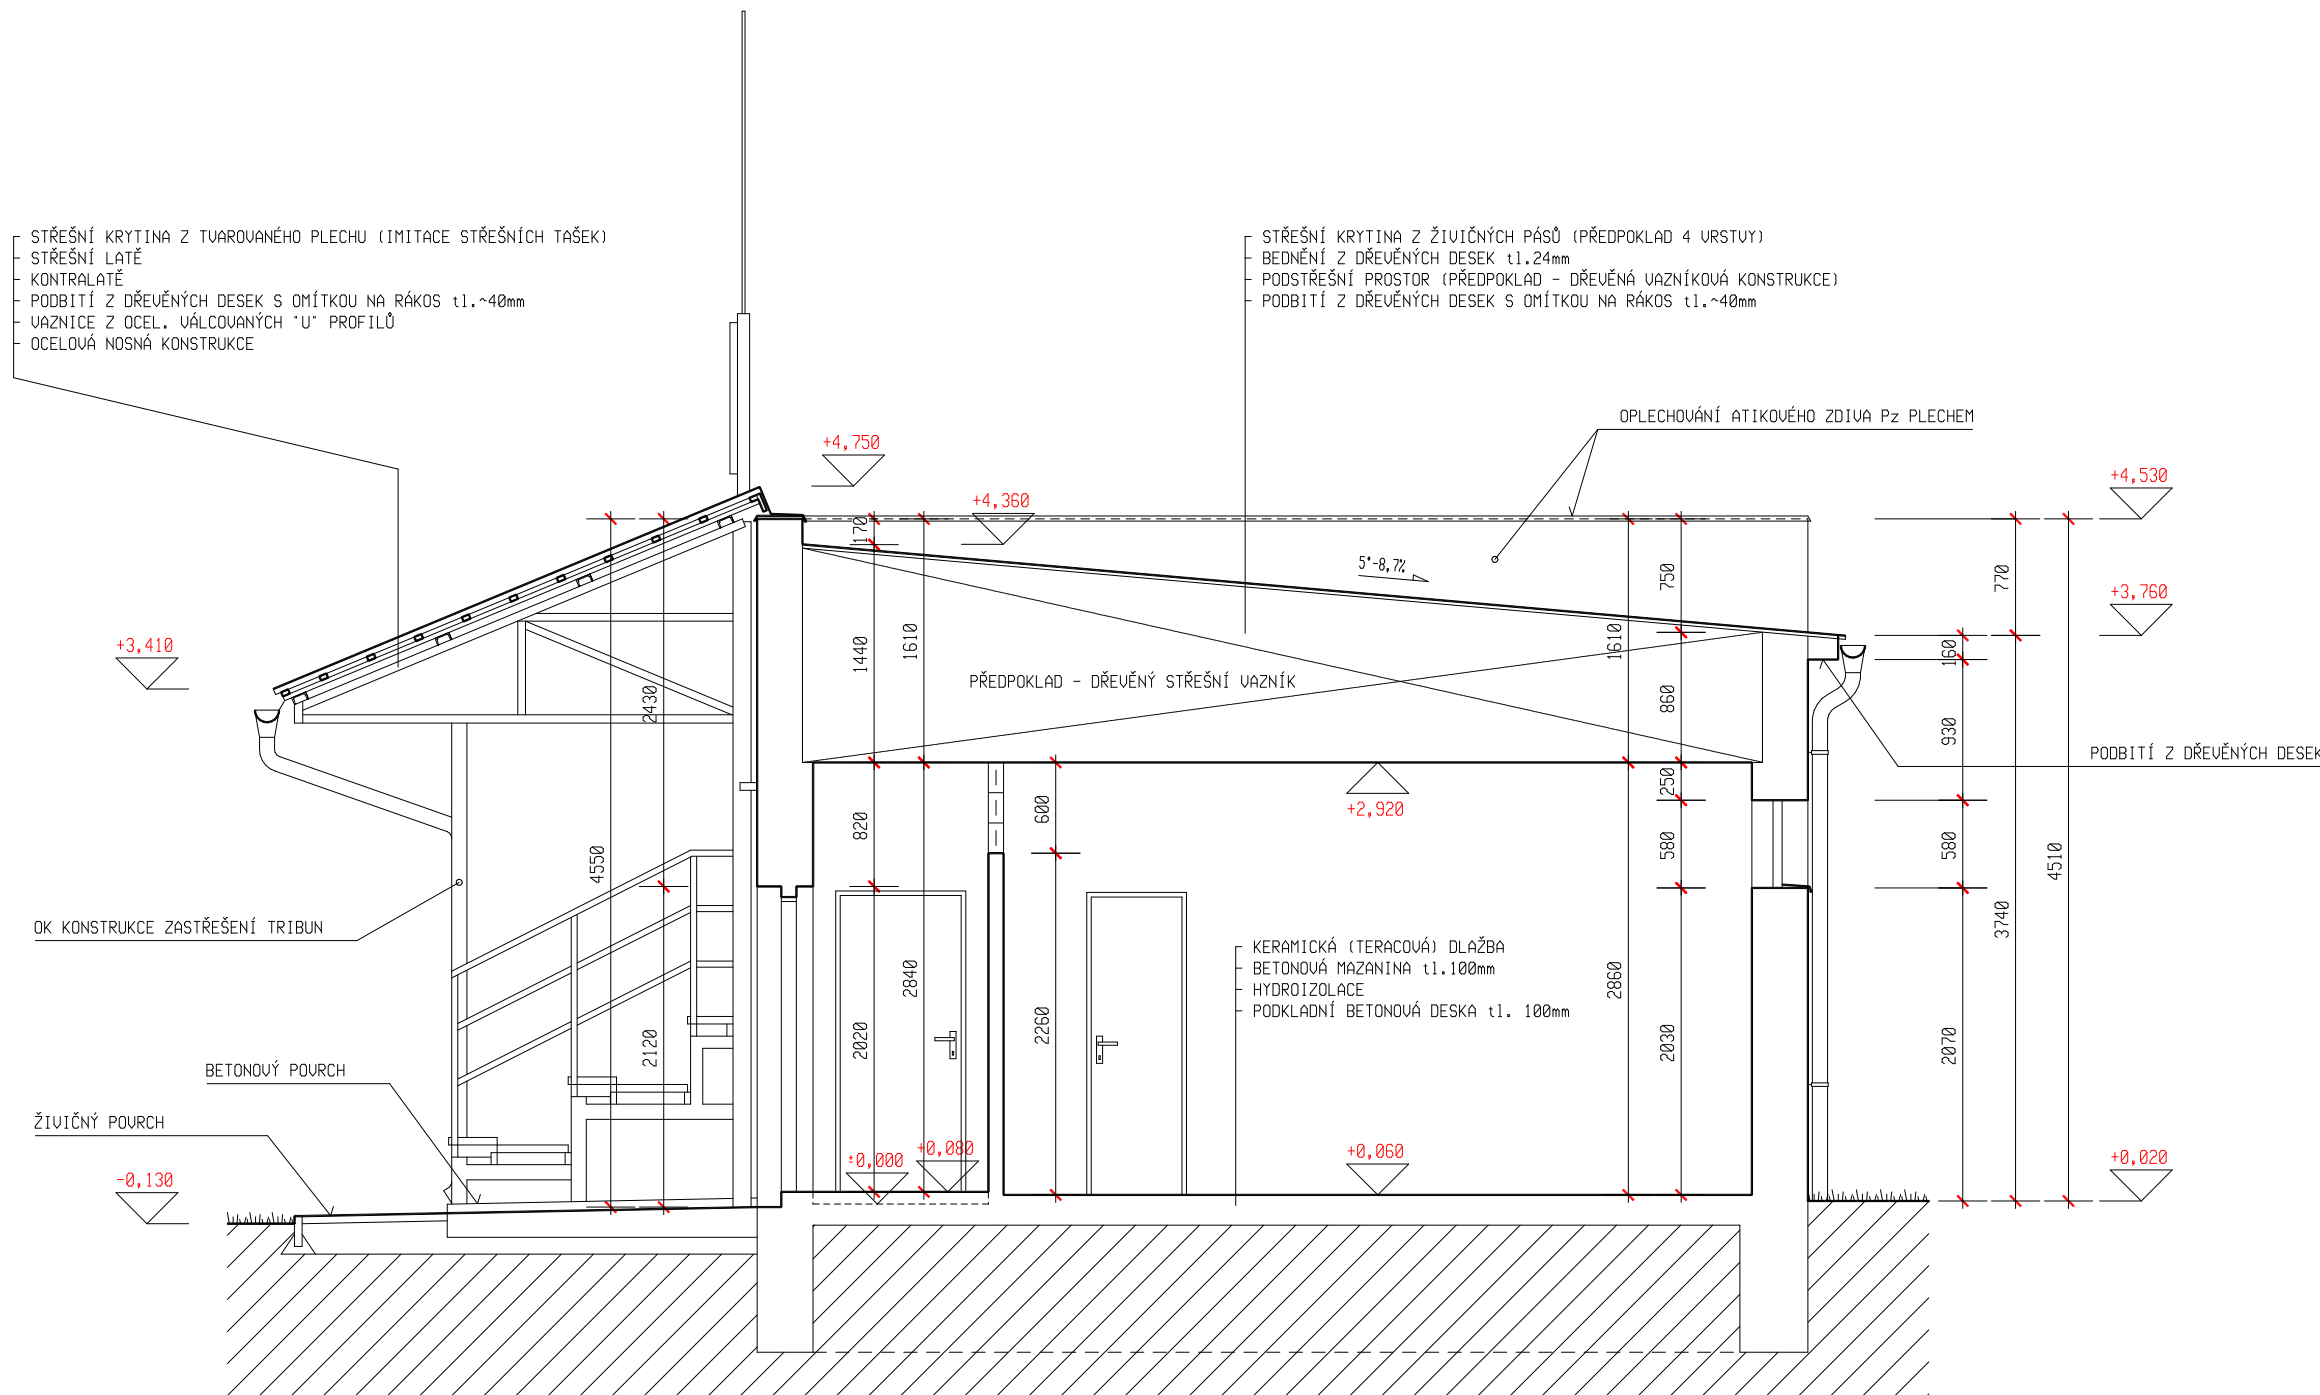 STŘEŠNÍ KRYTINA Z TVAROVANÉHO PLECHU (IMITACE STŘEŠNÍCH TAŠEK)
STŘEŠNÍ LATĚ
KONTRALATĚ
PODBITÍ Z DŘEVĚNÝCH DESEK S OMÍTKOU NA RÁKOS tl.~40mm
VAZNICE Z OCEL. VÁLCOVANÝCH "U" PROFILŮ
OCELOVÁ NOSNÁ KONSTRUKCE
STŘEŠNÍ KRYTINA Z ŽIVIČNÝCH PÁSŮ (PŘEDPOKLAD 4 VRSTVY)
BEDNĚNÍ Z DŘEVĚNÝCH DESEK tl.24mm
PODSTŘEŠNÍ PROSTOR (PŘEDPOKLAD - DŘEVĚNÁ VAZNÍKOVÁ KONSTRUKCE)
PODBITÍ Z DŘEVĚNÝCH DESEK S OMÍTKOU NA RÁKOS tl.~40mm
OPLECHOVÁNÍ ATIKOVÉHO ZDIVA Pz PLECHEM
+4,750
+4,360
+4,530
170
5°-8,7%
750
770
+3,760
+3,410
1440
1610
1610
160
2430
PŘEDPOKLAD - DŘEVĚNÝ STŘEŠNÍ VAZNÍK
860
930
PODBITÍ Z DŘEVĚNÝCH DESEK
250
+2,920
4550
820
600
580
580
4510
OK KONSTRUKCE ZASTŘEŠENÍ TRIBUN
3740
KERAMICKÁ (TERACOVÁ) DLAŽBA
BETONOVÁ MAZANINA tl.100mm
HYDROIZOLACE
PODKLADNÍ BETONOVÁ DESKA tl. 100mm
2840
2860
2120
2020
2260
2030
2070
BETONOVÝ POVRCH
ŽIVIČNÝ POVRCH
-0,130
±0,000
+0,080
+0,060
+0,020